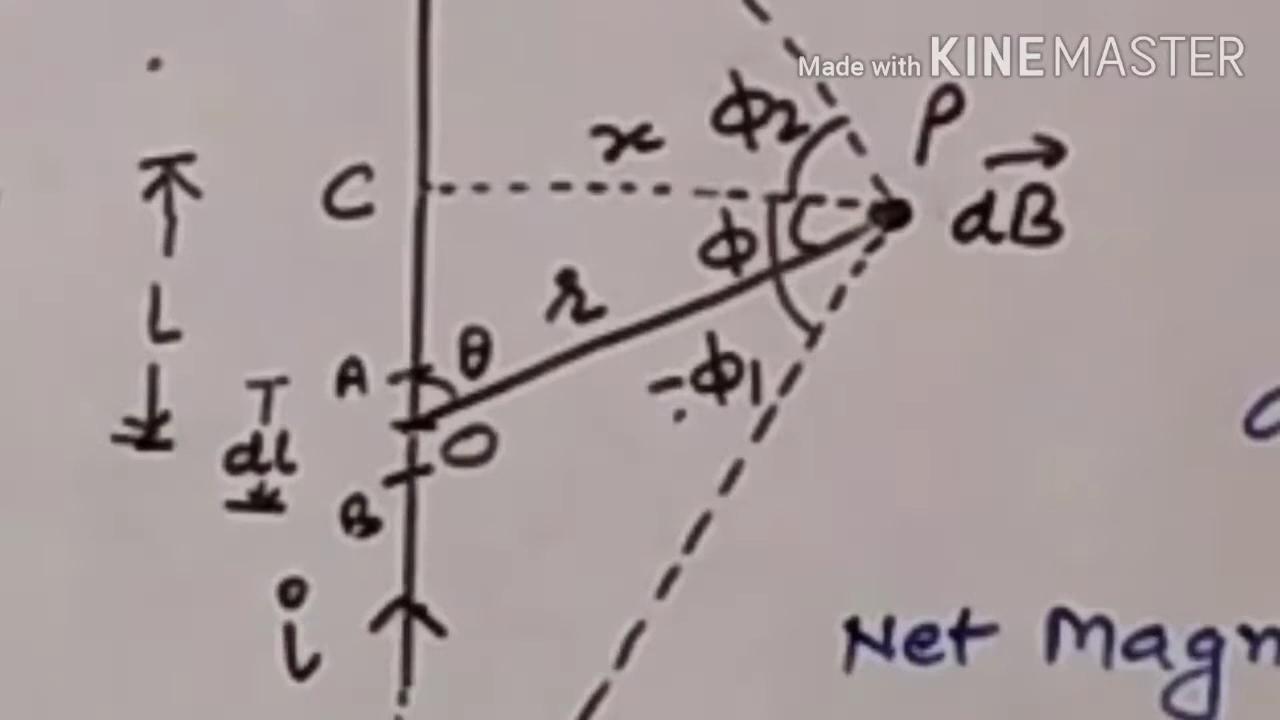 Made with KINEMASTER
P
ϕ2
x
C
dB
ϕ
r
L
θ
A
-ϕ1
T
dl
O
B
i
Net Magn